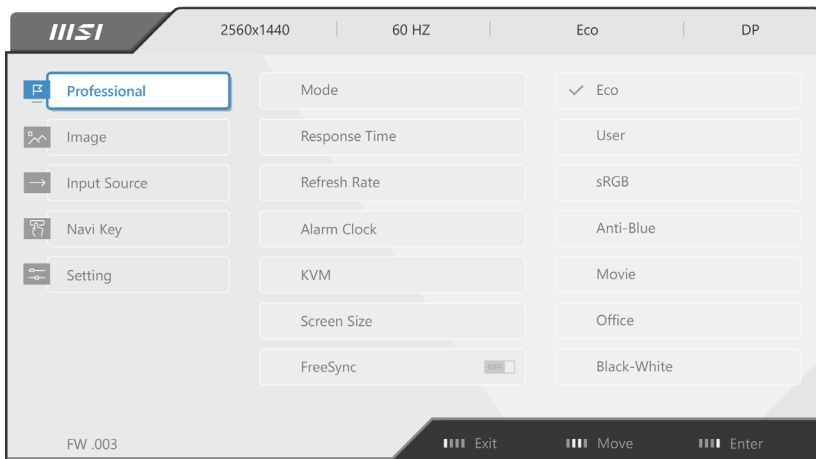 msi 2560x1440 60 HZ Eco DP
Professional Mode Eco
Image Response Time User
Input Source Refresh Rate sRGB
Navi Key Alarm Clock Anti-Blue
Setting KVM Movie
Screen Size Office
FreeSync OFF Black-White
FW .003 Exit Move Enter